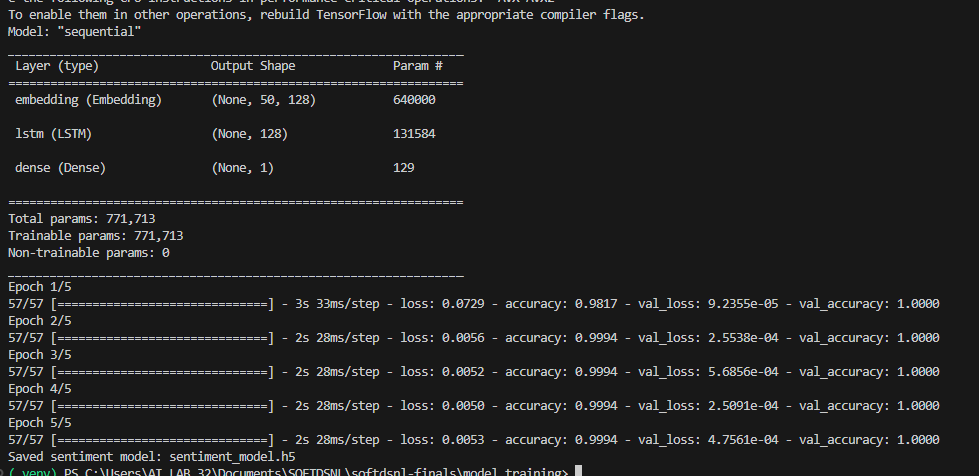 To enable them in other operations, rebuild TensorFlow with the appropriate compiler flags.
Model: "sequential"
_________________________________________________________________
Layer (type) Output Shape Param #
=================================================================
embedding (Embedding) (None, 50, 128) 640000
lstm (LSTM) (None, 128) 131584
dense (Dense) (None, 1) 129
=================================================================
Total params: 771,713
Trainable params: 771,713
Non-trainable params: 0
_________________________________________________________________
Epoch 1/5
57/57 [==============================] - 3s 33ms/step - loss: 0.0729 - accuracy: 0.9817 - val_loss: 9.2355e-05 - val_accuracy: 1.0000
Epoch 2/5
57/57 [==============================] - 2s 28ms/step - loss: 0.0056 - accuracy: 0.9994 - val_loss: 2.5538e-04 - val_accuracy: 1.0000
Epoch 3/5
57/57 [==============================] - 2s 28ms/step - loss: 0.0052 - accuracy: 0.9994 - val_loss: 5.6856e-04 - val_accuracy: 1.0000
Epoch 4/5
57/57 [==============================] - 2s 28ms/step - loss: 0.0050 - accuracy: 0.9994 - val_loss: 2.5091e-04 - val_accuracy: 1.0000
Epoch 5/5
57/57 [==============================] - 2s 28ms/step - loss: 0.0053 - accuracy: 0.9994 - val_loss: 4.7561e-04 - val_accuracy: 1.0000
Saved sentiment model: sentiment_model.h5
(.venv) PS C:\Users\AI LAB 32\Documents\SOFTDSNL\softdsnl-finals\model training>